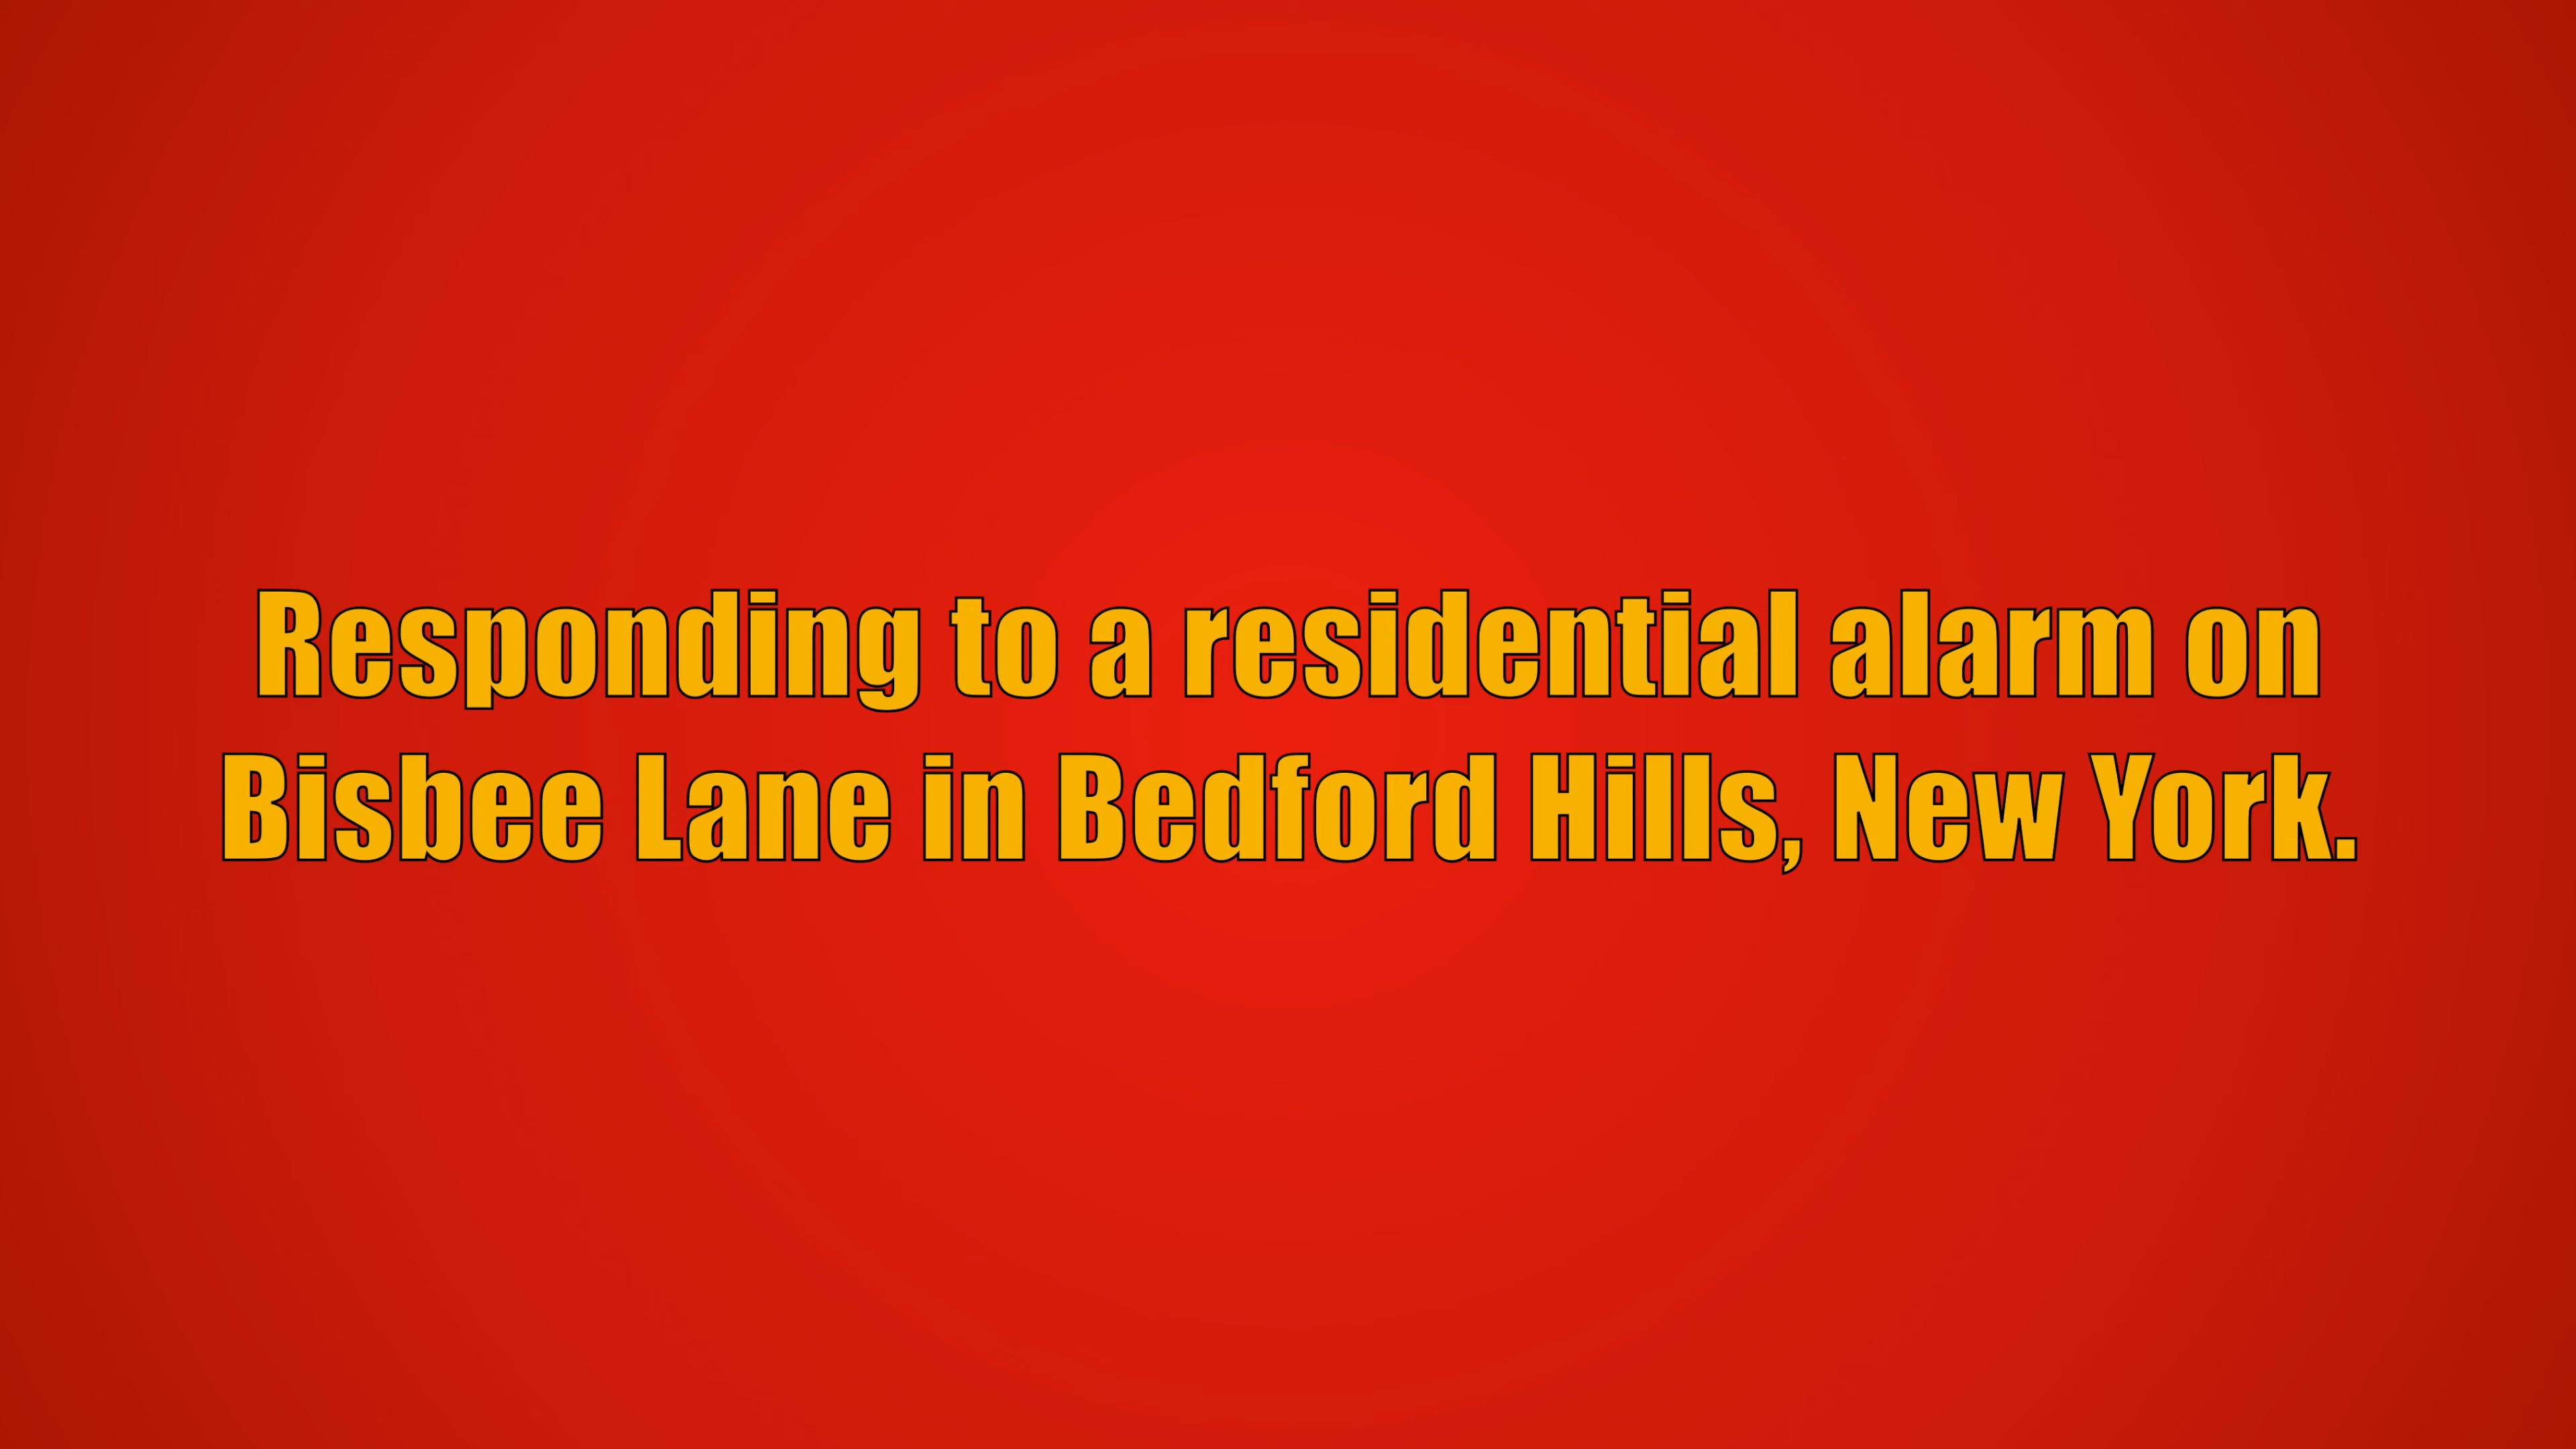 Responding to a residential alarm on
Bisbee Lane in Bedford Hills, New York.